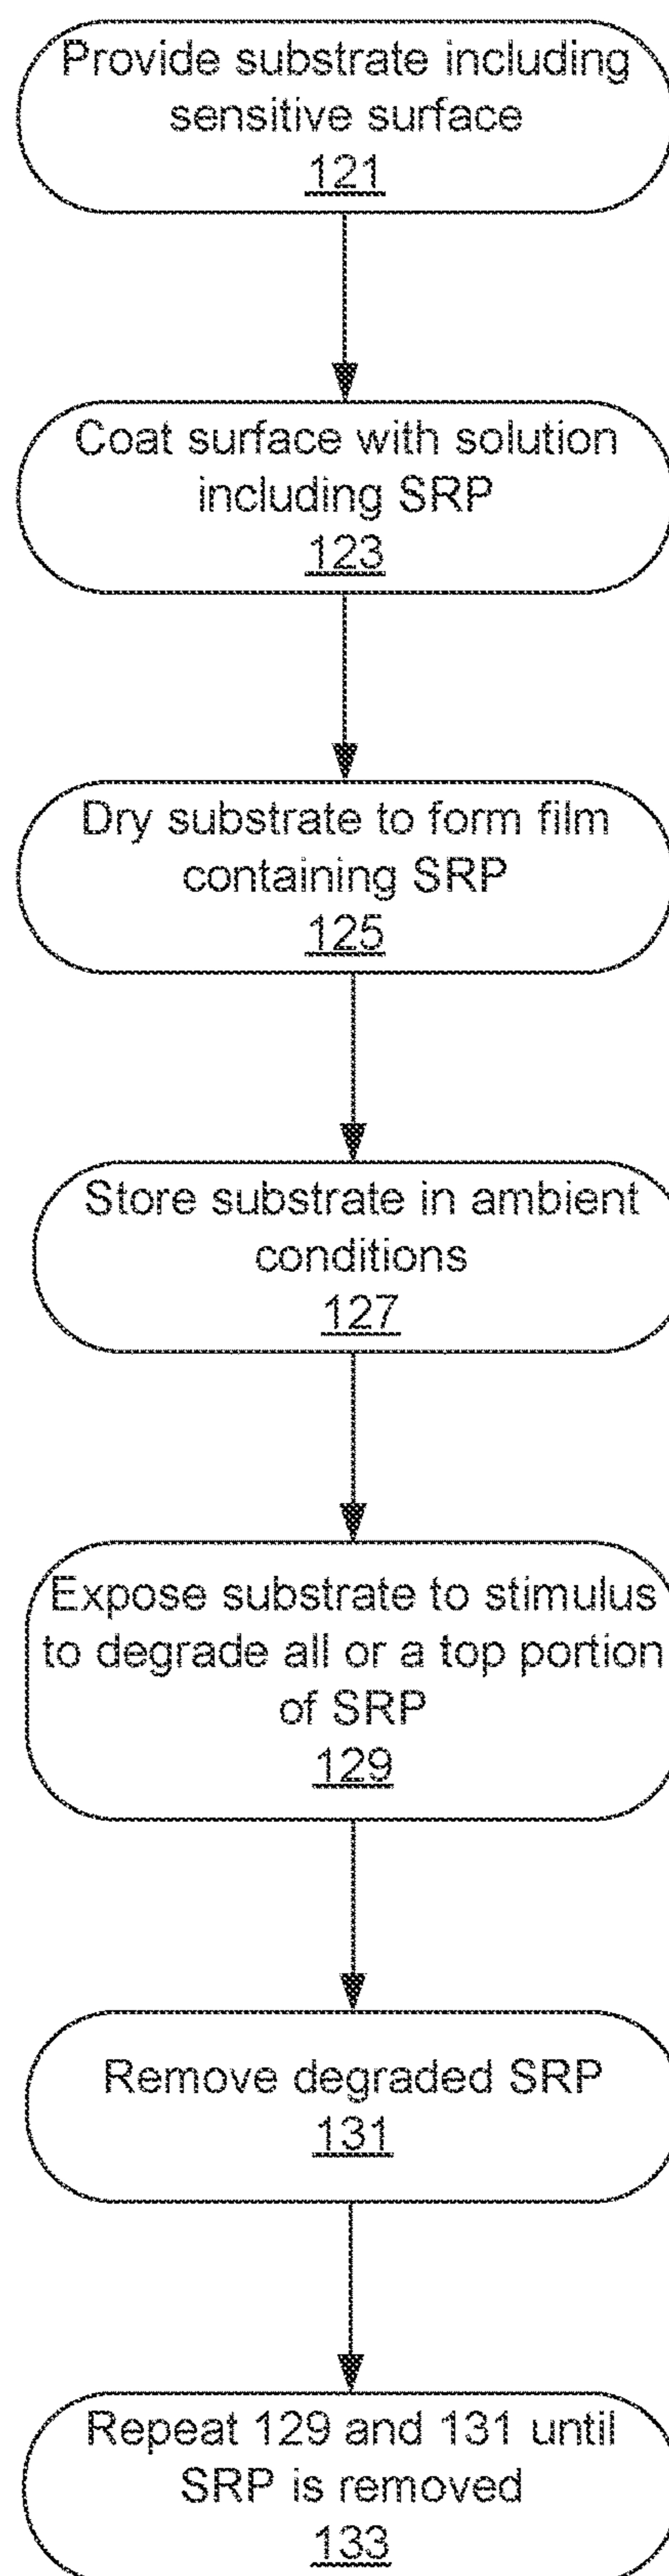 Provide substrate including
sensitive surface
121
Coat surface with solution
including SRP
123
Dry substrate to form film
containing SRP
125
Store substrate in ambient
conditions
127
Expose substrate to stimulus
to degrade all or a top portion
of SRP
129
Remove degraded SRP
131
Repeat 129 and 131 until
SRP is removed
133